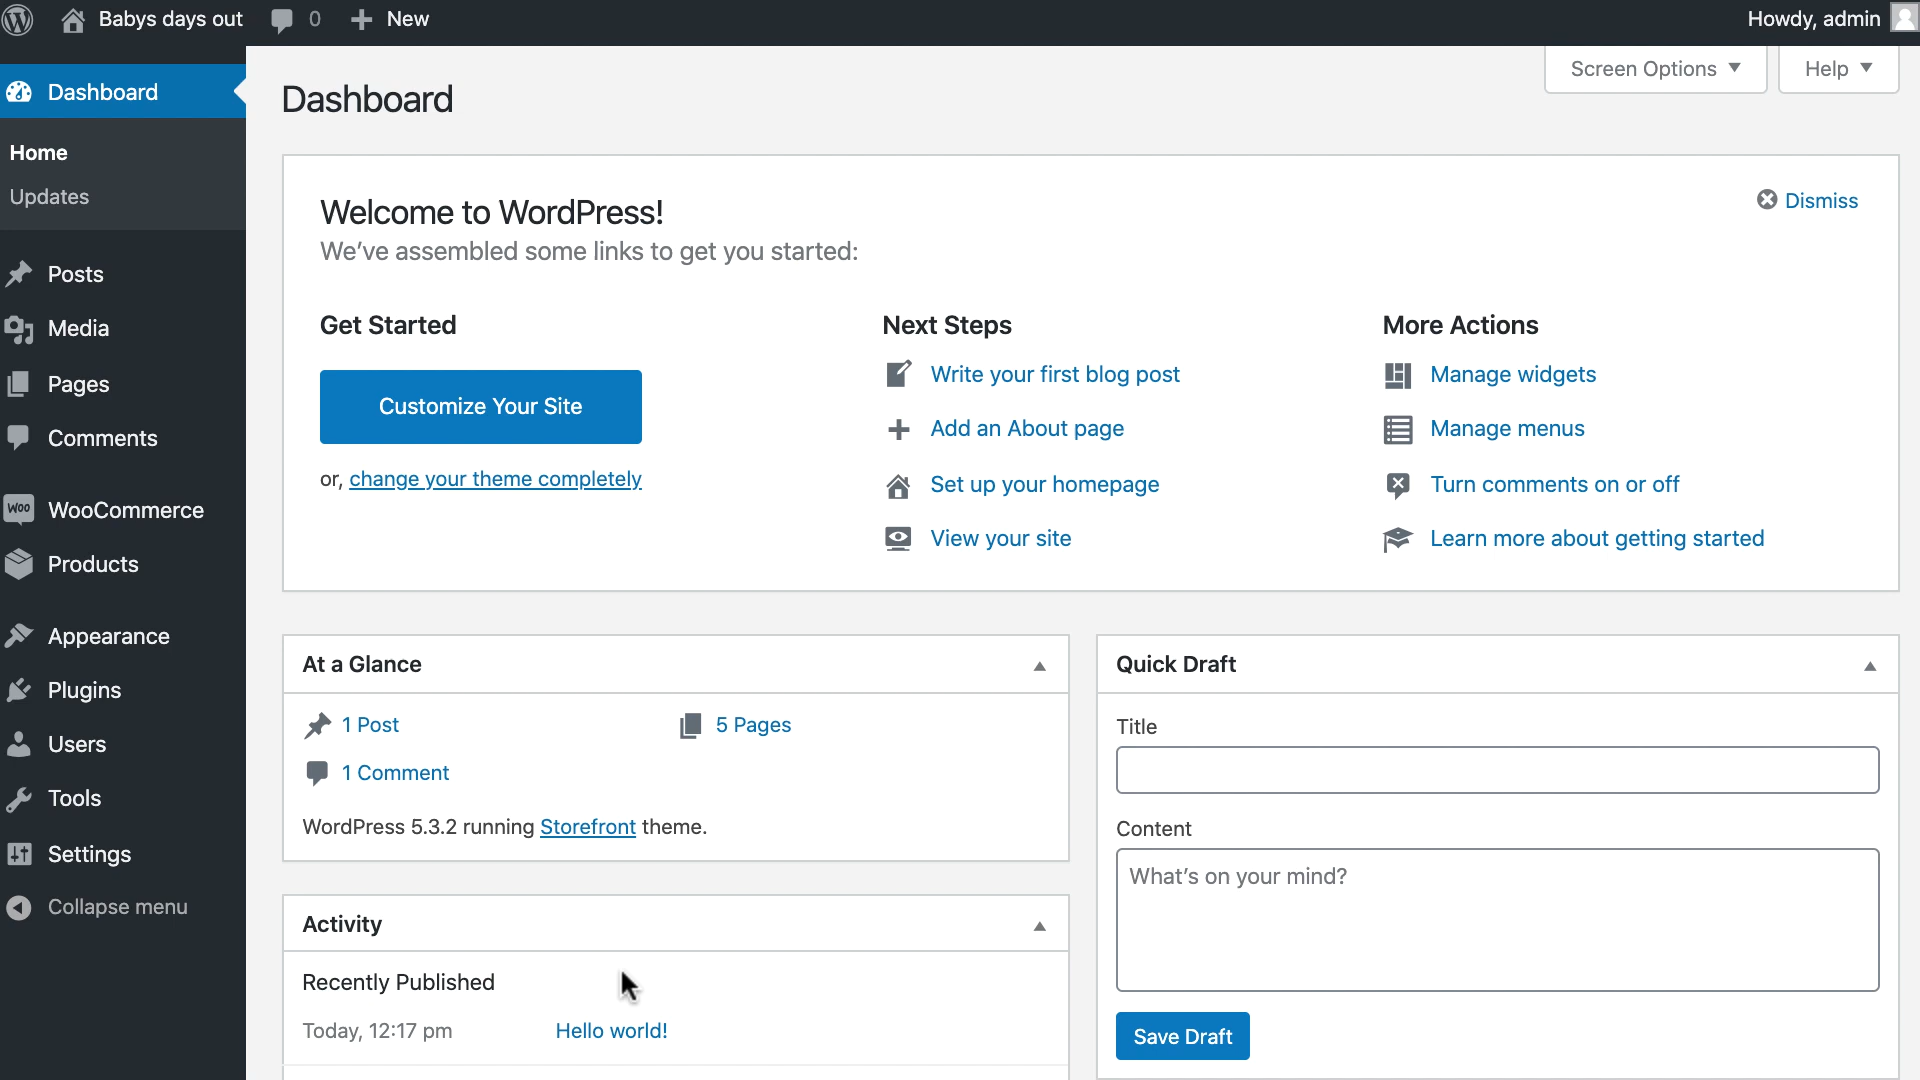 Babys days out 0 New
Howdy, admin
Dashboard
Home
Updates
Posts
Media
Pages
Comments
Woo WooCommerce
Products
Appearance
Plugins
Users
Tools
Settings
Collapse menu
Screen Options Help
Dashboard
Welcome to WordPress!
We've assembled some links to get you started:
Dismiss
Get Started
Customize Your Site
or, change your theme completely
Next Steps
Write your first blog post
Add an About page
Set up your homepage
View your site
More Actions
Manage widgets
Manage menus
Turn comments on or off
Learn more about getting started
At a Glance
1 Post 5 Pages
1 Comment
WordPress 5.3.2 running Storefront theme.
Activity
Recently Published
Today, 12:17 pm Hello world!
Quick Draft
Title
Content
What's on your mind?
Save Draft